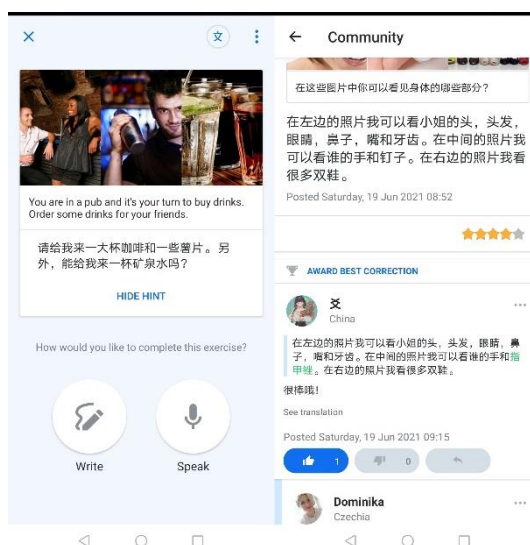 You are in a pub and it's your turn to buy drinks.
Order some drinks for your friends.
请给我来一大杯咖啡和一些薯片。另
外，能给我来一杯矿泉水吗？
HIDE HINT
How would you like to complete this exercise?
Write
Speak
Community
在这些图片中你可以看见身体的哪些部分？
在左边的照片我可以看小姐的头，头发，
眼睛，鼻子，嘴和牙齿。在中间的照片我
可以看谁的手和钉子。在右边的照片我看
很多双鞋。
Posted Saturday, 19 Jun 2021 08:52
AWARD BEST CORRECTION
爻
China
在左边的照片我可以看小姐的头，头发，眼睛，鼻
子，嘴和牙齿。在中间的照片我可以看谁的手和指
甲锉。在右边的照片我看很多双鞋。
很棒哦!
See translation
Posted Saturday, 19 Jun 2021 09:15
1
0
Dominika
Czechia